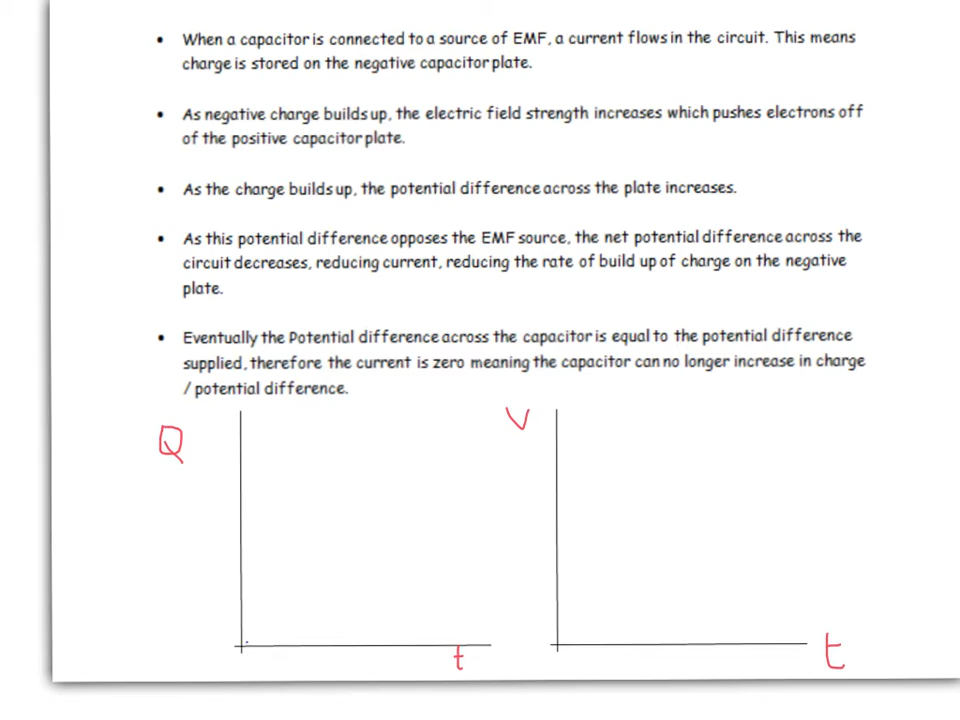 • When a capacitor is connected to a source of EMF, a current flows in the circuit. This means
charge is stored on the negative capacitor plate.
• As negative charge builds up, the electric field strength increases which pushes electrons off
of the positive capacitor plate.
• As the charge builds up, the potential difference across the plate increases.
• As this potential difference opposes the EMF source, the net potential difference across the
circuit decreases, reducing current, reducing the rate of build up of charge on the negative
plate.
• Eventually the Potential difference across the capacitor is equal to the potential difference
supplied, therefore the current is zero meaning the capacitor can no longer increase in charge
/ potential difference.
Q
t
V
t